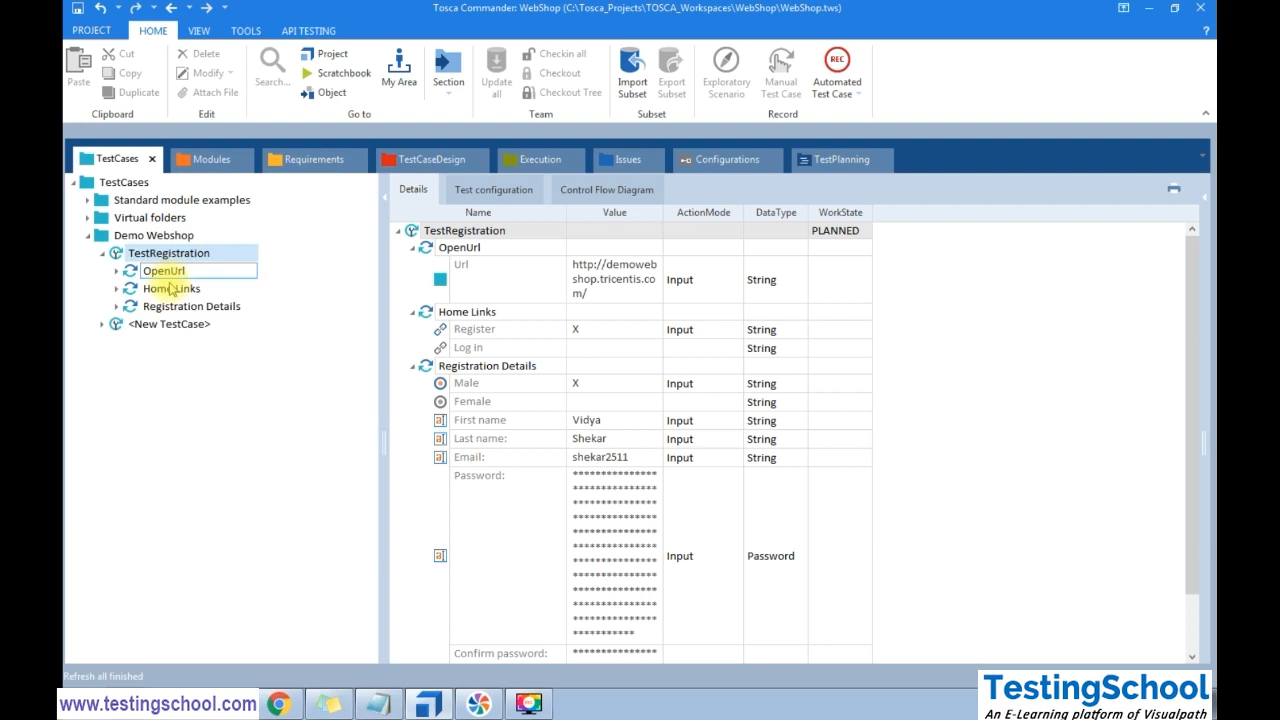 Tosca Commander: WebShop (C:\Tosca_Projects\TOSCA_Workspaces\WebShop\WebShop.tws)
PROJECT HOME VIEW TOOLS API TESTING
Paste Cut Copy Duplicate
Clipboard
Delete Modify Attach File
Edit
Search... Project Scratchbook Object My Area Section
Go to
Update all Checkin all Checkout Checkout Tree
Team
Import Subset Export Subset
Subset
Exploratory Scenario Manual Test Case REC Automated Test Case
Record
TestCases Modules Requirements TestCaseDesign Execution Issues Configurations TestPlanning
TestCases
Standard module examples
Virtual folders
Demo Webshop
TestRegistration
OpenUrl
Home Links
Registration Details
<New TestCase>
Details Test configuration Control Flow Diagram
Name Value ActionMode DataType WorkState
TestRegistration PLANNED
OpenUrl
Url http://demoweb
shop.tricentis.co
m/ Input String
Home Links
Register X Input String
Log in String
Registration Details
Male X Input String
Female String
First name Vidya Input String
Last name: Shekar Input String
Email: shekar2511 Input String
Password: ***************
***************
***************
***************
***************
***************
***************
***************
***************
***************
***************
***********
Input Password
Confirm password: ***************
Refresh all finished
www.testingschool.com
TestingSchool
An E-Learning platform of Visualpath